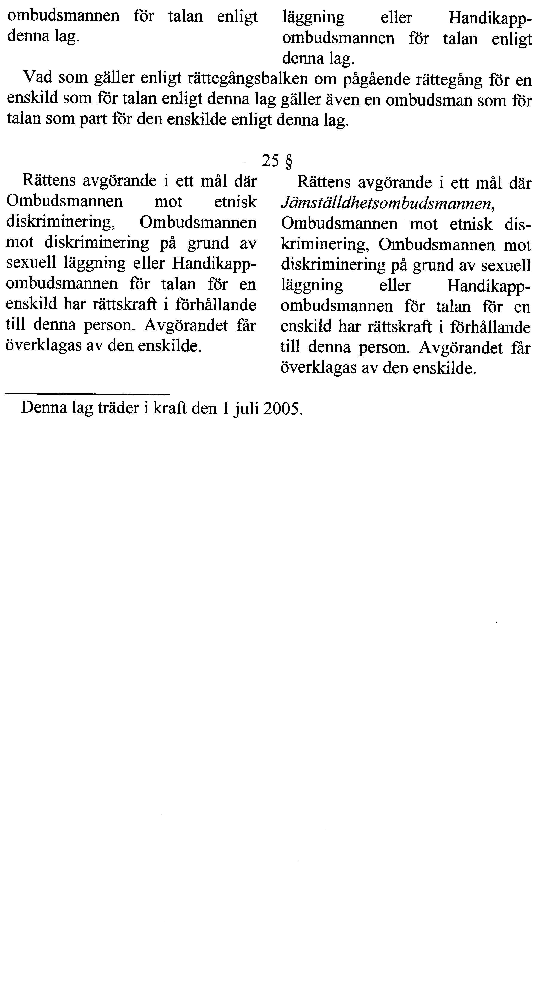 ombudsmannen för talan enligt
denna lag.
läggning eller Handikapp-
ombudsmannen för talan enligt
denna lag.
Vad som gäller enligt rättegångsbalken om pågående rättegång för en
enskild som för talan enligt denna lag gäller även en ombudsman som för
talan som part för den enskilde enligt denna lag.
25 §
Rättens avgörande i ett mål där
Ombudsmannen mot etnisk
diskriminering, Ombudsmannen
mot diskriminering på grund av
sexuell läggning eller Handikapp-
ombudsmannen för talan för en
enskild har rättskraft i förhållande
till denna person. Avgörandet får
överklagas av den enskilde.
Rättens avgörande i ett mål där
Jämställdhetsombudsmannen,
Ombudsmannen mot etnisk dis-
kriminering, Ombudsmannen mot
diskriminering på grund av sexuell
läggning eller Handikapp-
ombudsmannen för talan för en
enskild har rättskraft i förhållande
till denna person. Avgörandet får
överklagas av den enskilde.
Denna lag träder i kraft den 1 juli 2005.